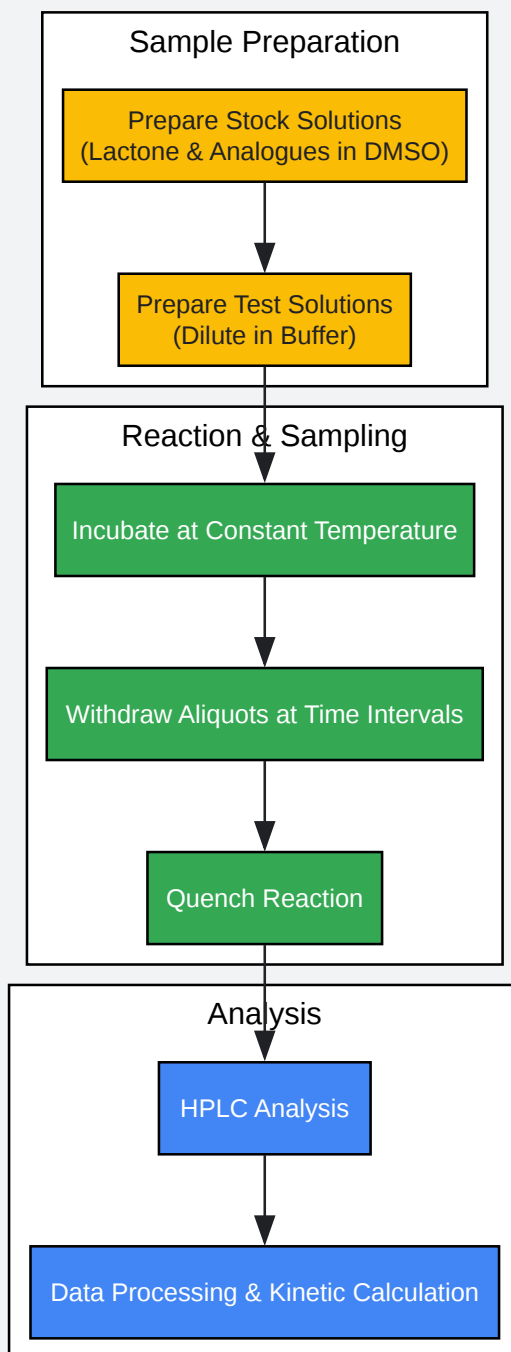 Sample Preparation
Prepare Stock Solutions
(Lactone & Analogues in DMSO)
Prepare Test Solutions
(Dilute in Buffer)
Reaction & Sampling
Incubate at Constant Temperature
Withdraw Aliquots at Time Intervals
Quench Reaction
Analysis
HPLC Analysis
Data Processing & Kinetic Calculation